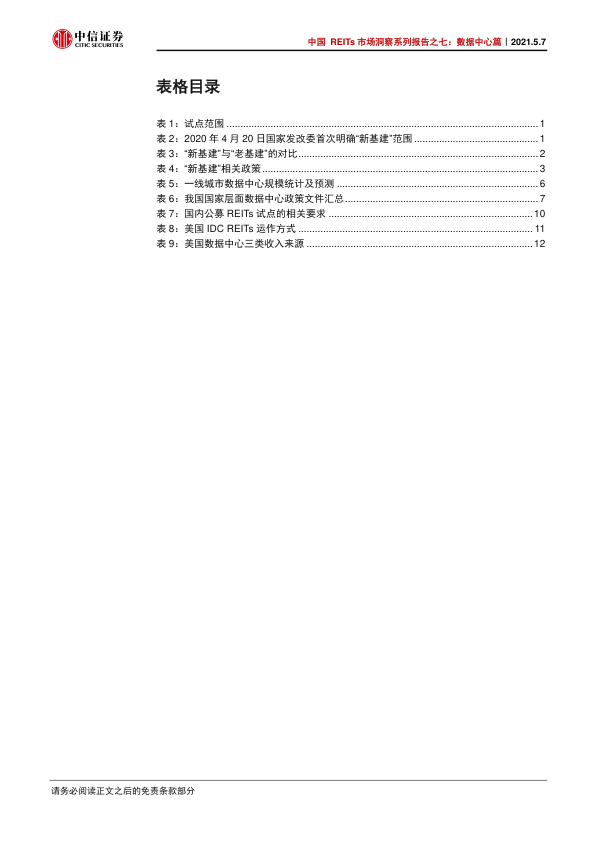 中信证券
CITIC SECURITIES
中国 REITs 市场洞察系列报告之七：数据中心篇｜2021.5.7
表格目录
表 1：试点范围 ........................................ 1
表 2：2020 年 4 月 20 日国家发改委首次明确“新基建”范围 ........................................ 1
表 3：“新基建”与“老基建”的对比 ........................................ 2
表 4：“新基建”相关政策 ........................................ 3
表 5：一线城市数据中心规模统计及预测 ........................................ 6
表 6：我国国家层面数据中心政策文件汇总 ........................................ 7
表 7：国内公募 REITs 试点的相关要求 ........................................ 10
表 8：美国 IDC REITs 运作方式 ........................................ 11
表 9：美国数据中心三类收入来源 ........................................ 12
请务必阅读正文之后的免责条款部分